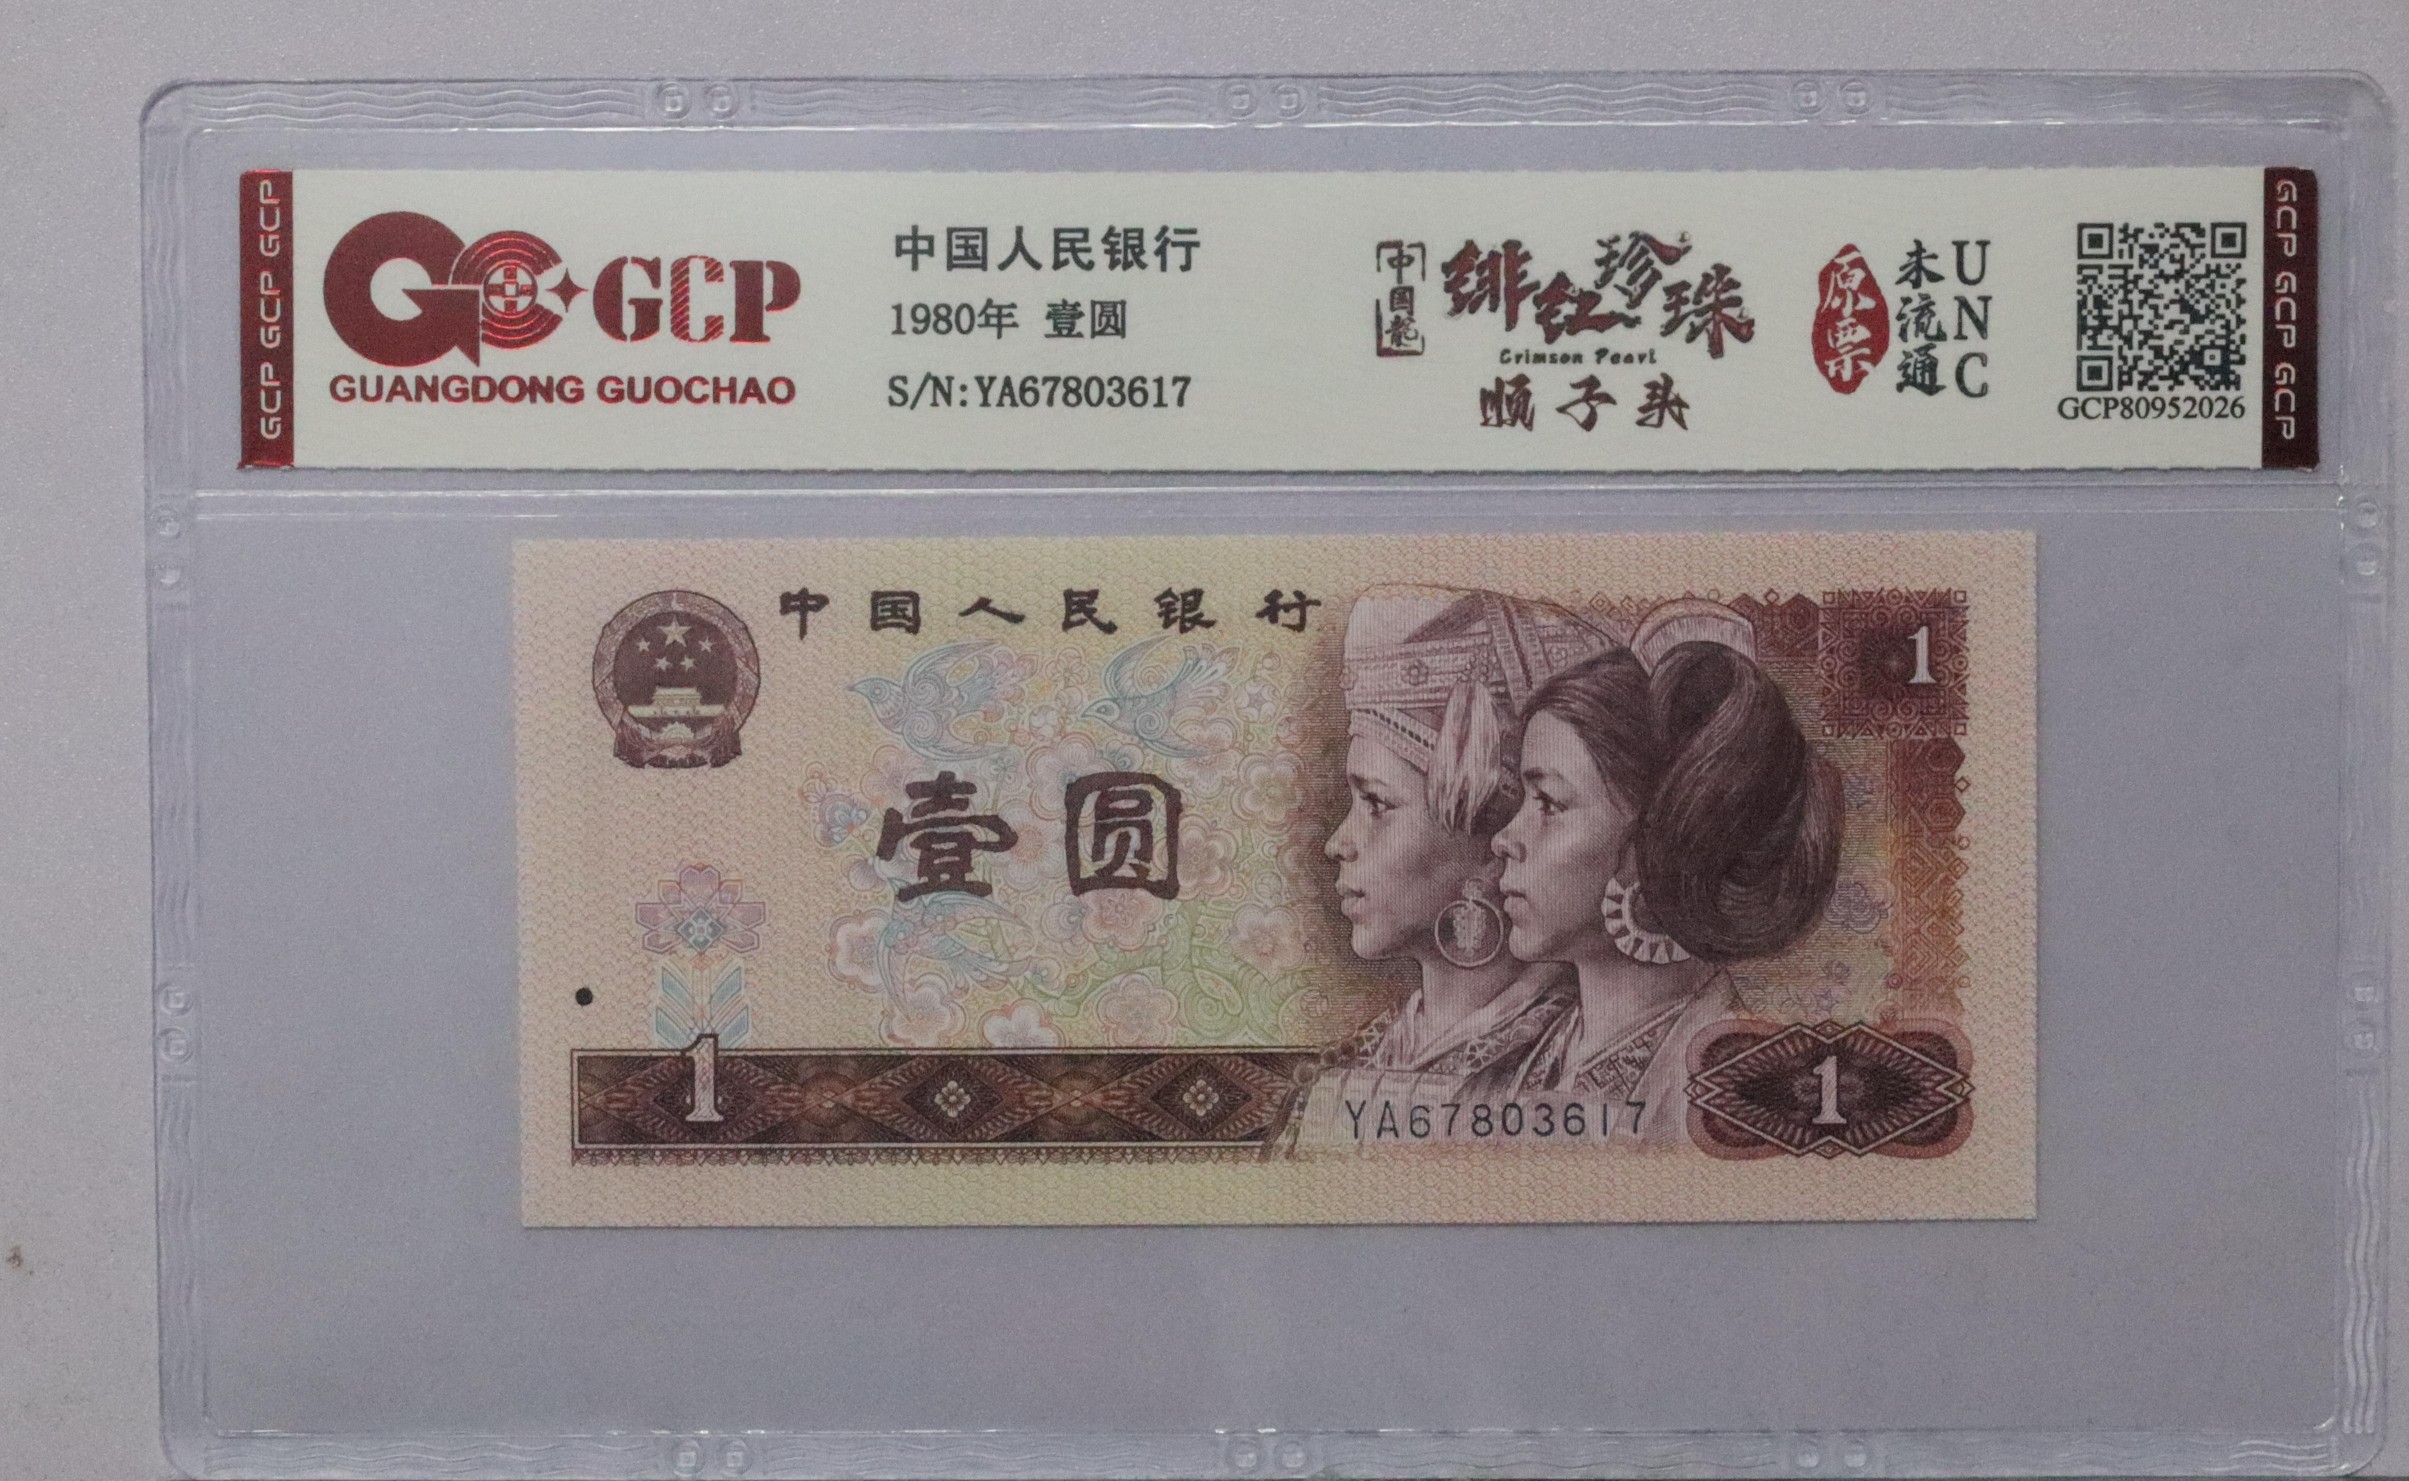 GCP GCP GCP
GCP
GUANGDONG GUOCHAO
中国人民银行
1980年 壹圆
S/N:YA67803617
中国龍
绯红珍珠
Crimson Pearl
顺子头
原票
未流通
UNC
GCP80952026
GCP GCP GCP
中国人民银行
1
壹圆
1
YA67803617
1